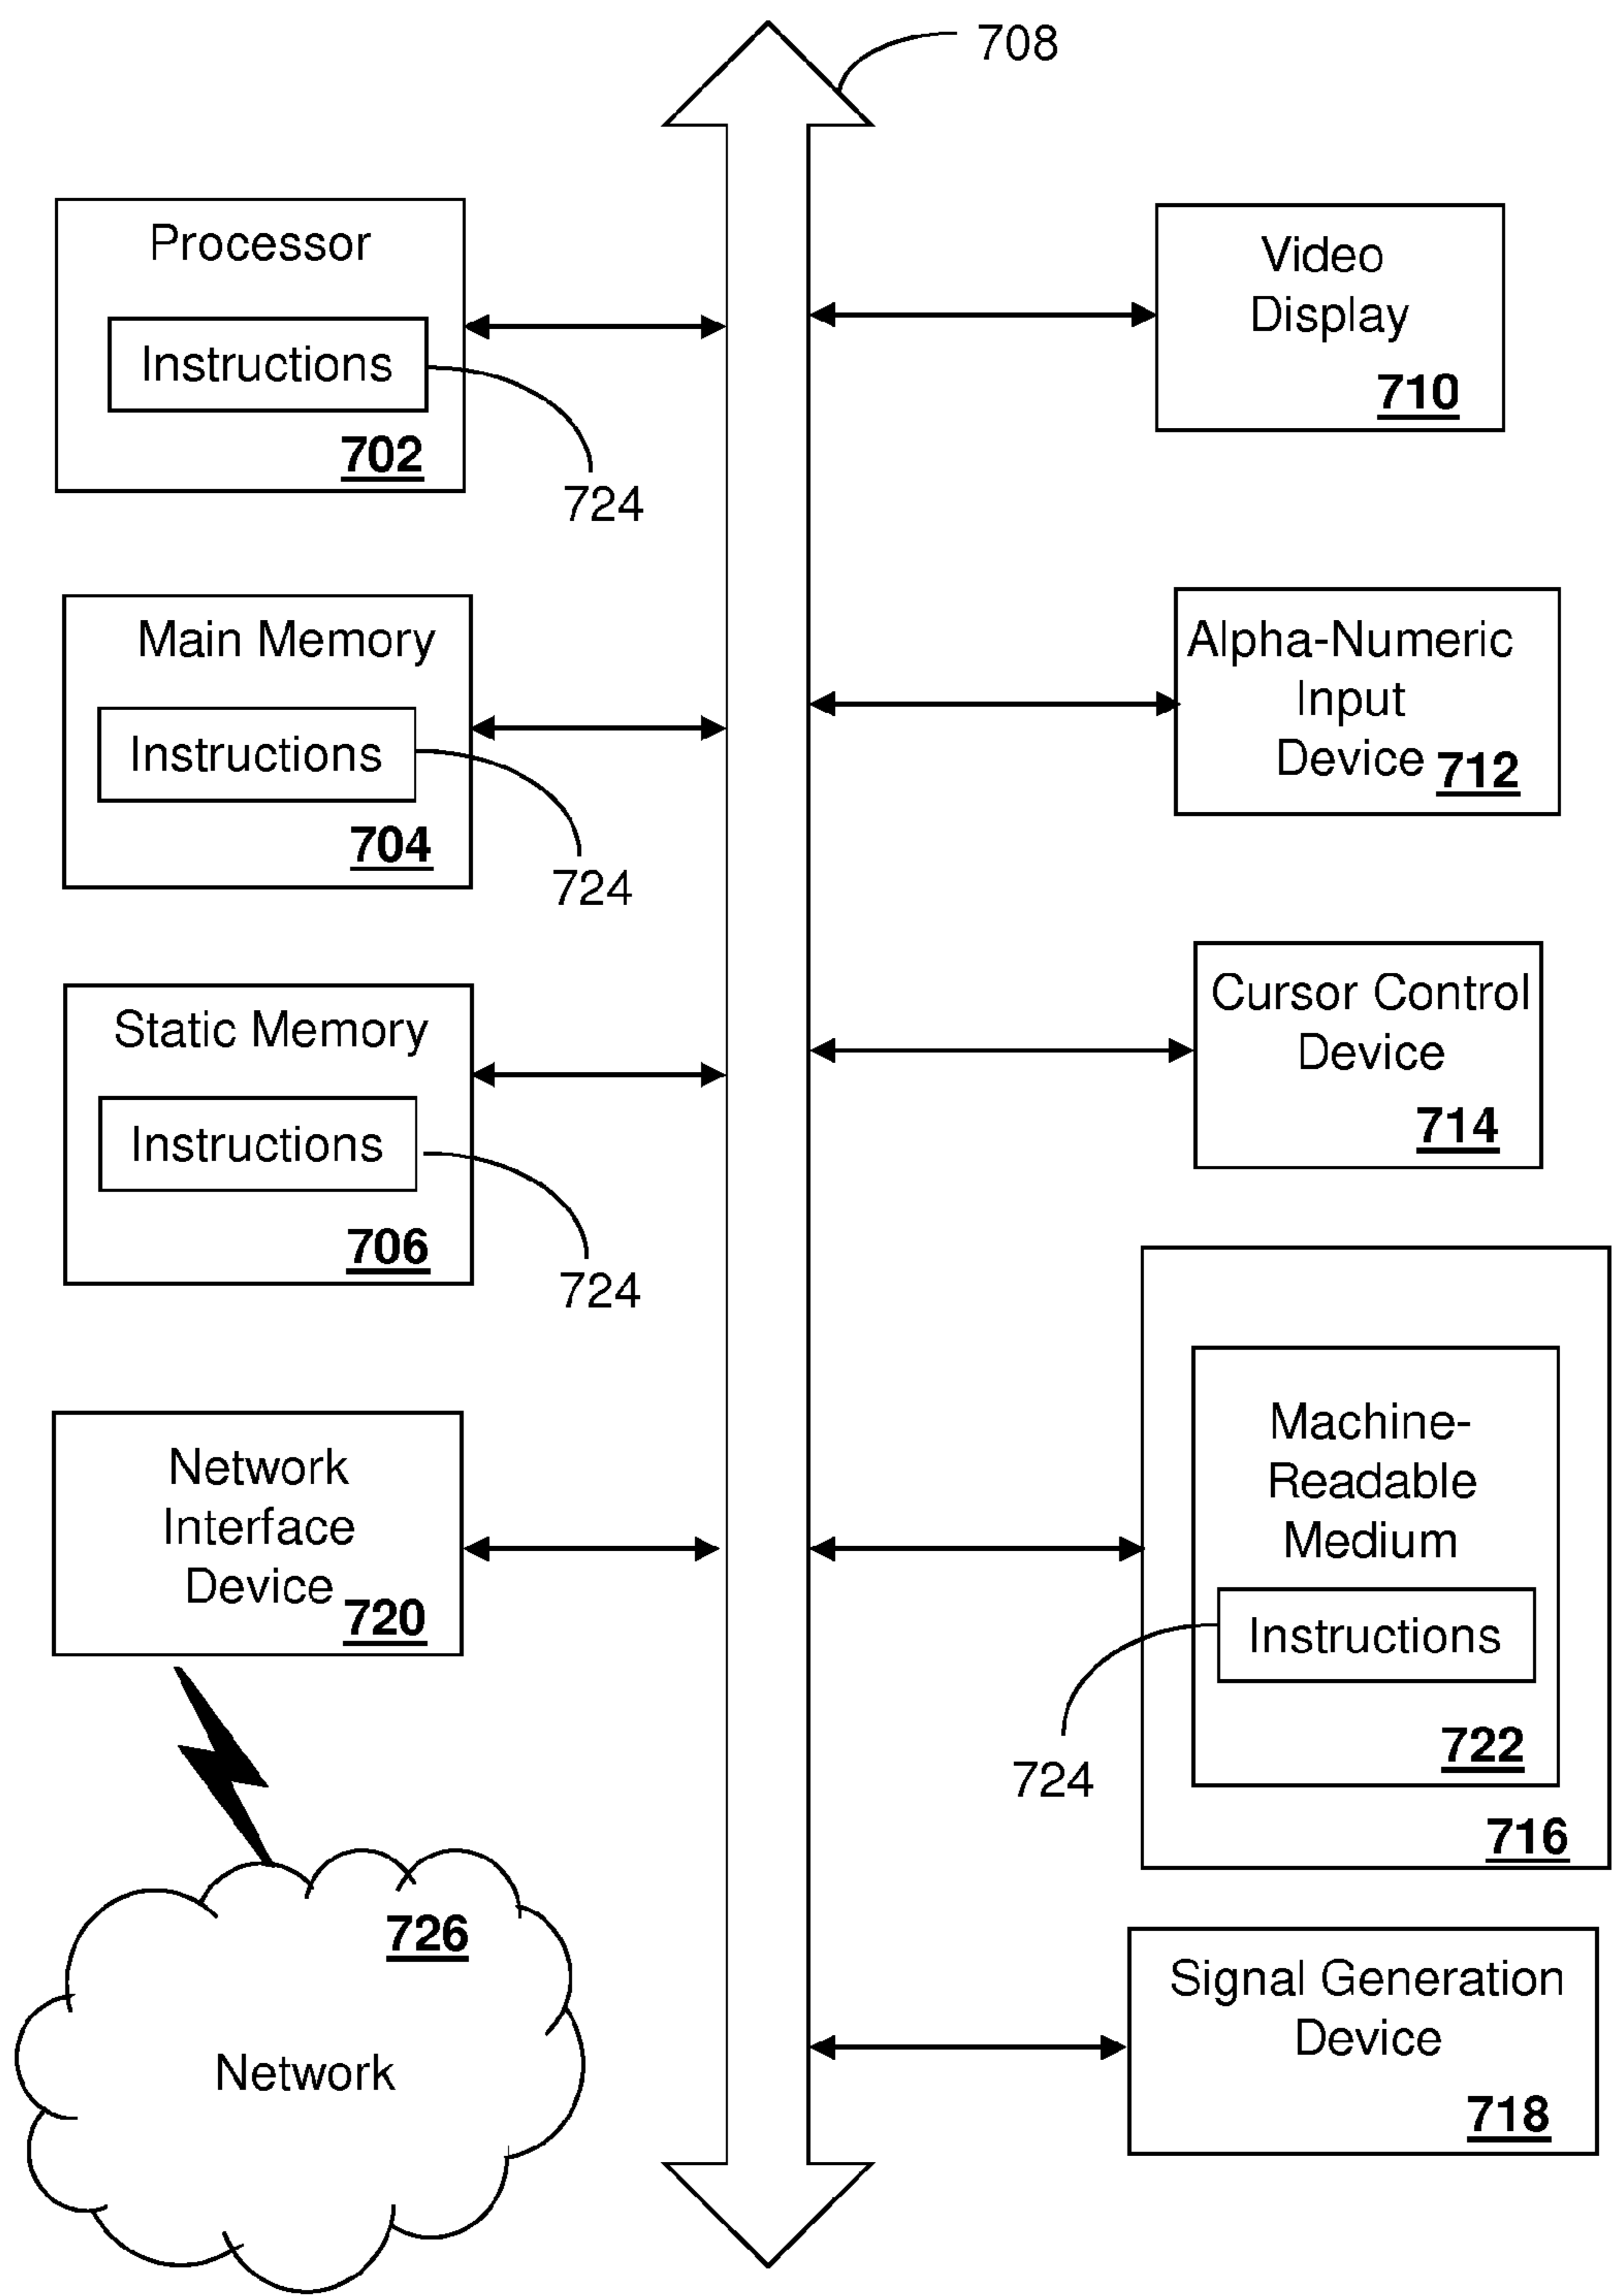 708
Processor
Instructions
702
724
Main Memory
Instructions
704
724
Static Memory
Instructions
706
724
Network
Interface
Device
720
726
Network
Video
Display
710
Alpha-Numeric
Input
Device 712
Cursor Control
Device
714
Machine-
Readable
Medium
Instructions
722
724
716
Signal Generation
Device
718